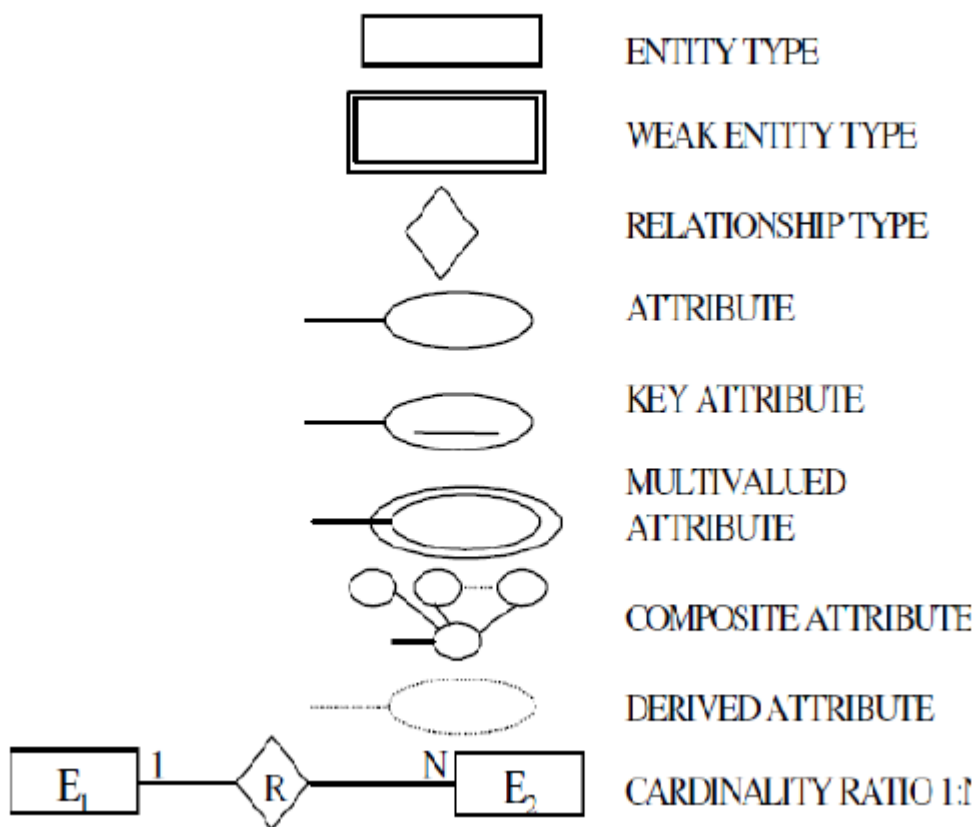 ENTITY TYPE
WEAK ENTITY TYPE
RELATIONSHIP TYPE
ATTRIBUTE
KEY ATTRIBUTE
MULTIVALUED
ATTRIBUTE
COMPOSITE ATTRIBUTE
DERIVED ATTRIBUTE
E1 1 R N E2 CARDINALITY RATIO 1:N